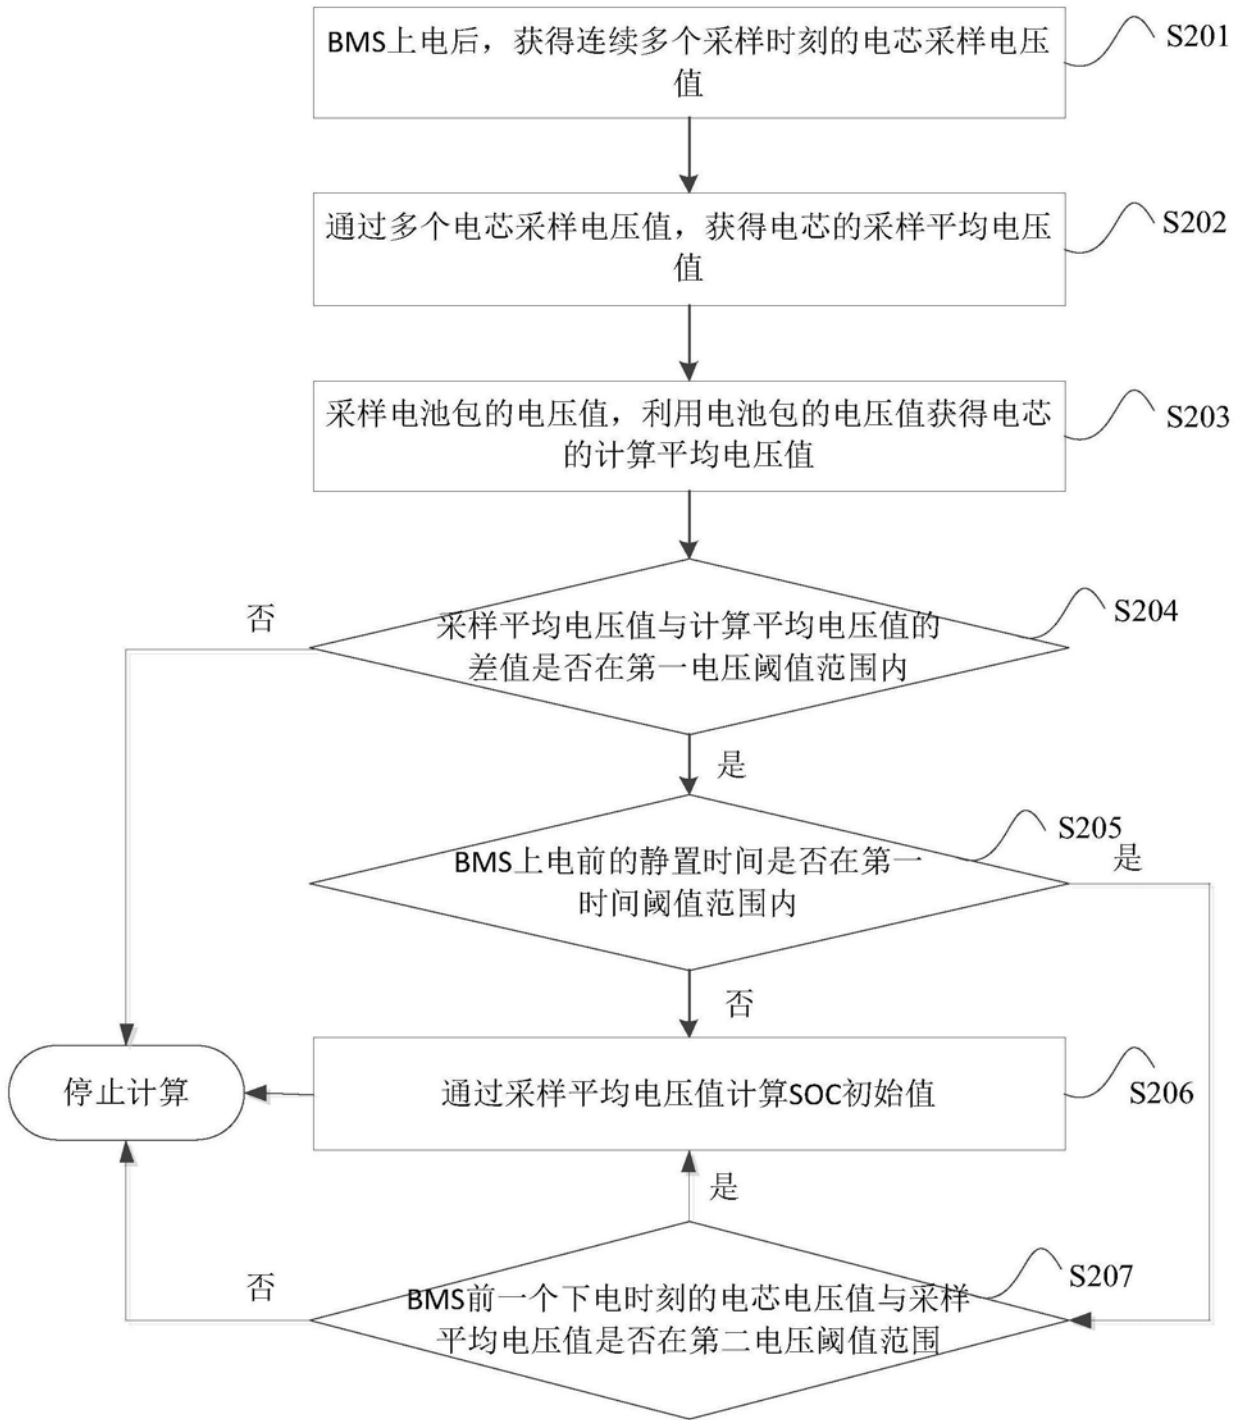 BMS上电后，获得连续多个采样时刻的电芯采样电压
值
S201
通过多个电芯采样电压值，获得电芯的采样平均电压
值
S202
采样电池包的电压值，利用电池包的电压值获得电芯
的计算平均电压值
S203
否
采样平均电压值与计算平均电压值的
差值是否在第一电压阈值范围内
S204
是
BMS上电前的静置时间是否在第一
时间阈值范围内
S205
是
否
停止计算
通过采样平均电压值计算SOC初始值
S206
是
否
BMS前一个下电时刻的电芯电压值与采样
平均电压值是否在第二电压阈值范围
S207